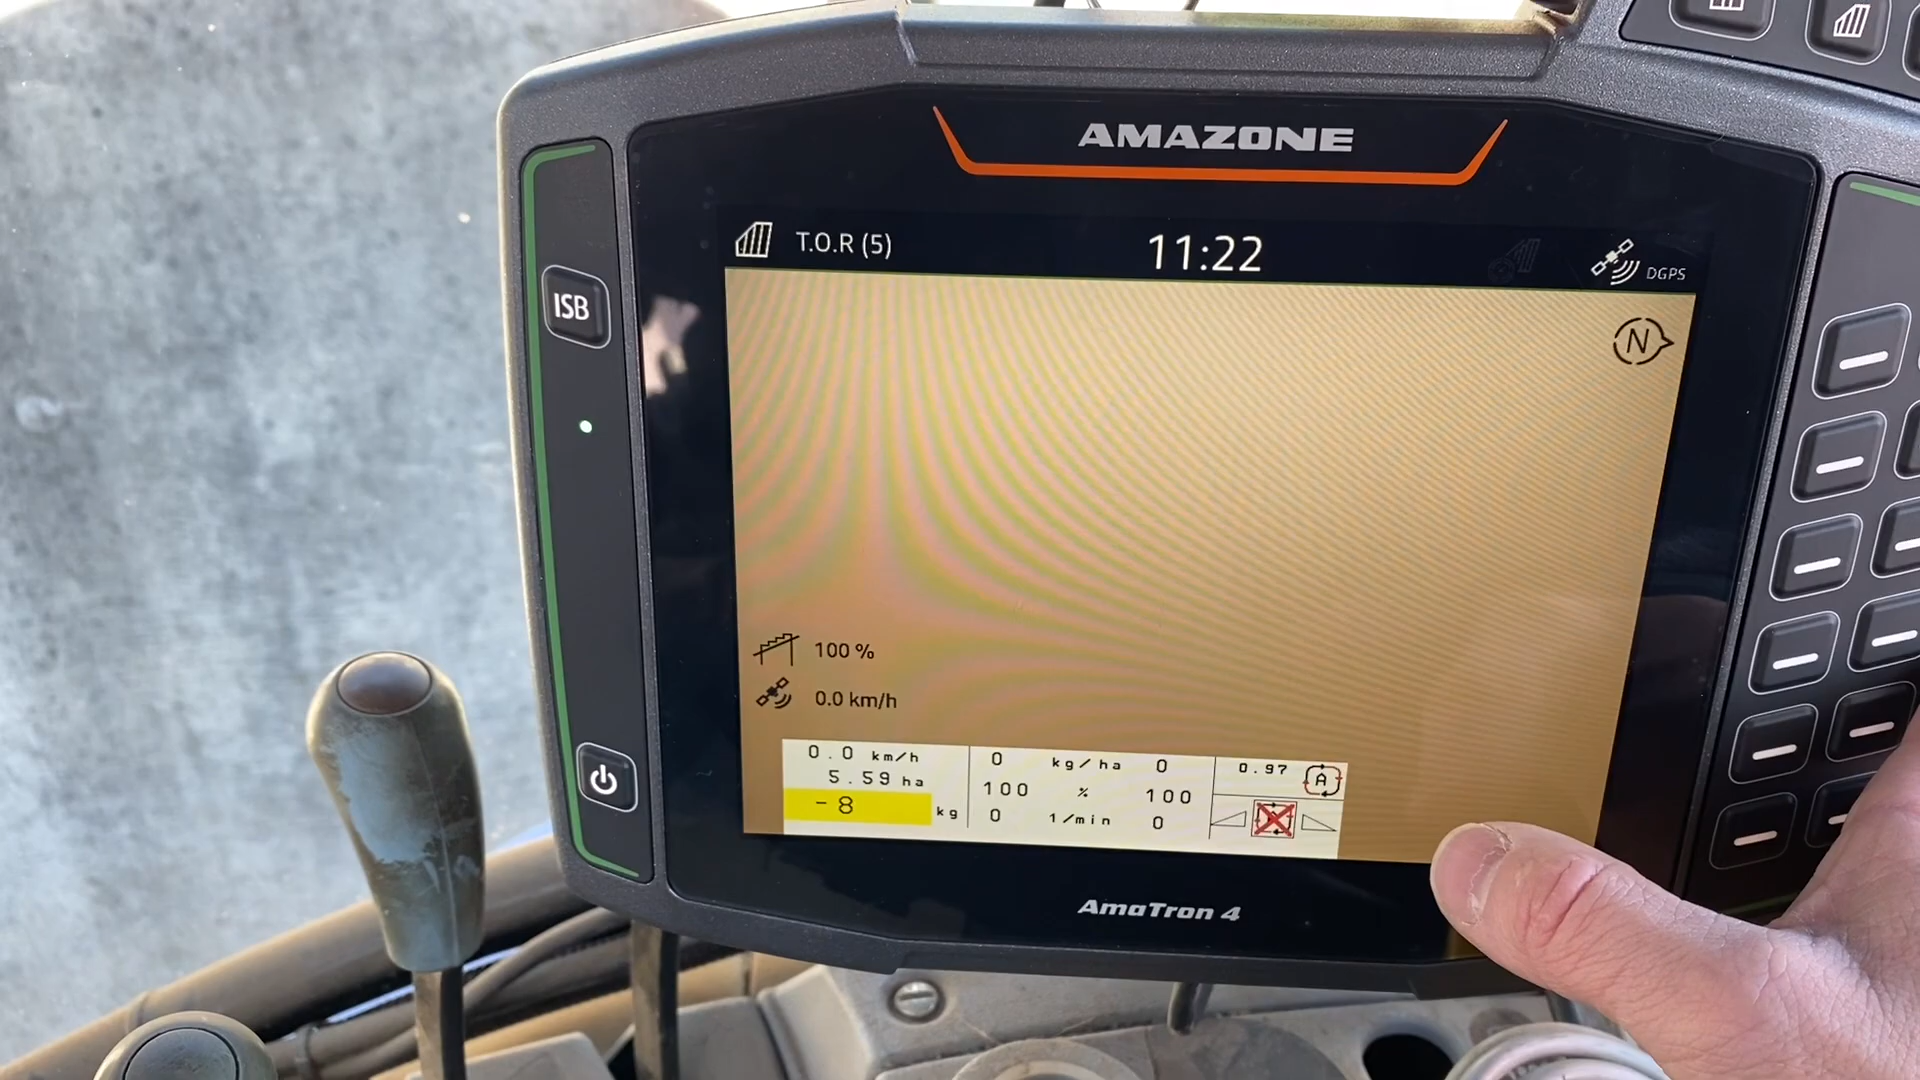 AMAZONE
T.O.R (5)
11:22
DGPS
N
ISB
100 %
0.0 km/h
0.0 km/h
5.59 ha
-8 kg
0 kg/ha 0
100 % 100
0 1/min 0
0.97 A
AmaTron 4